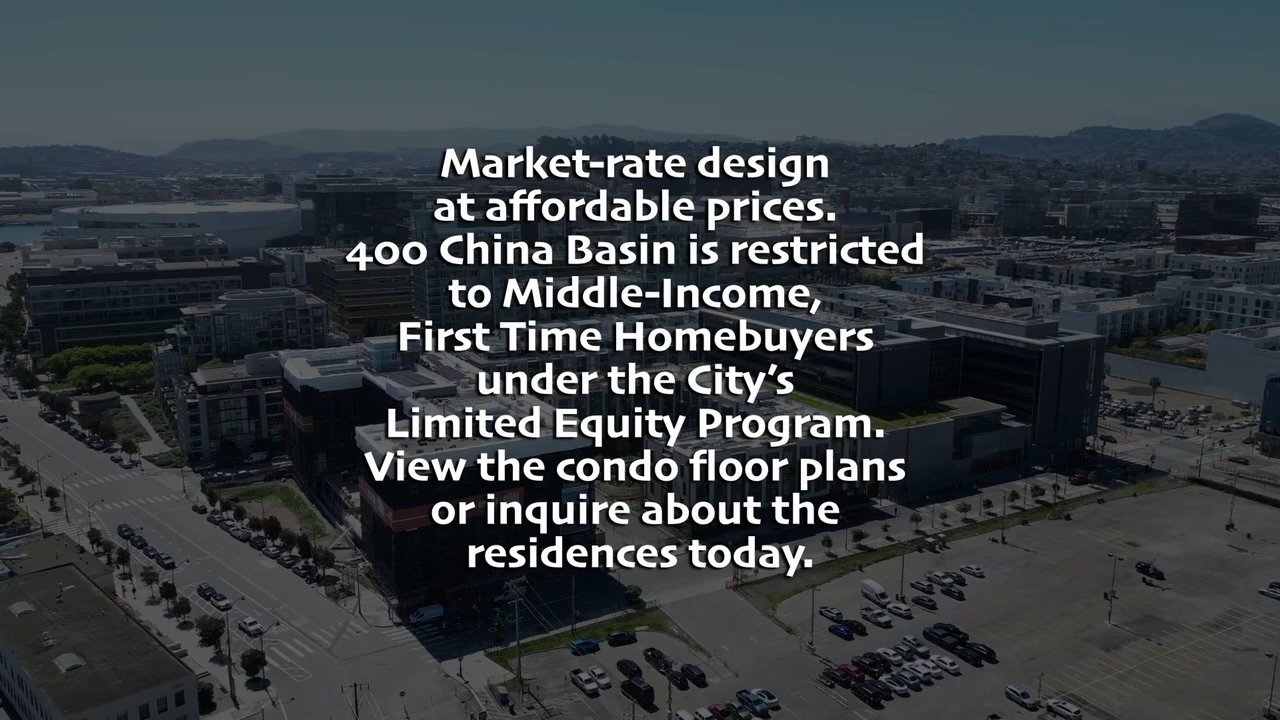 Market-rate design
at affordable prices.
400 China Basin is restricted
to Middle-Income,
First Time Homebuyers
under the City’s
Limited Equity Program.
View the condo floor plans
or inquire about the
residences today.